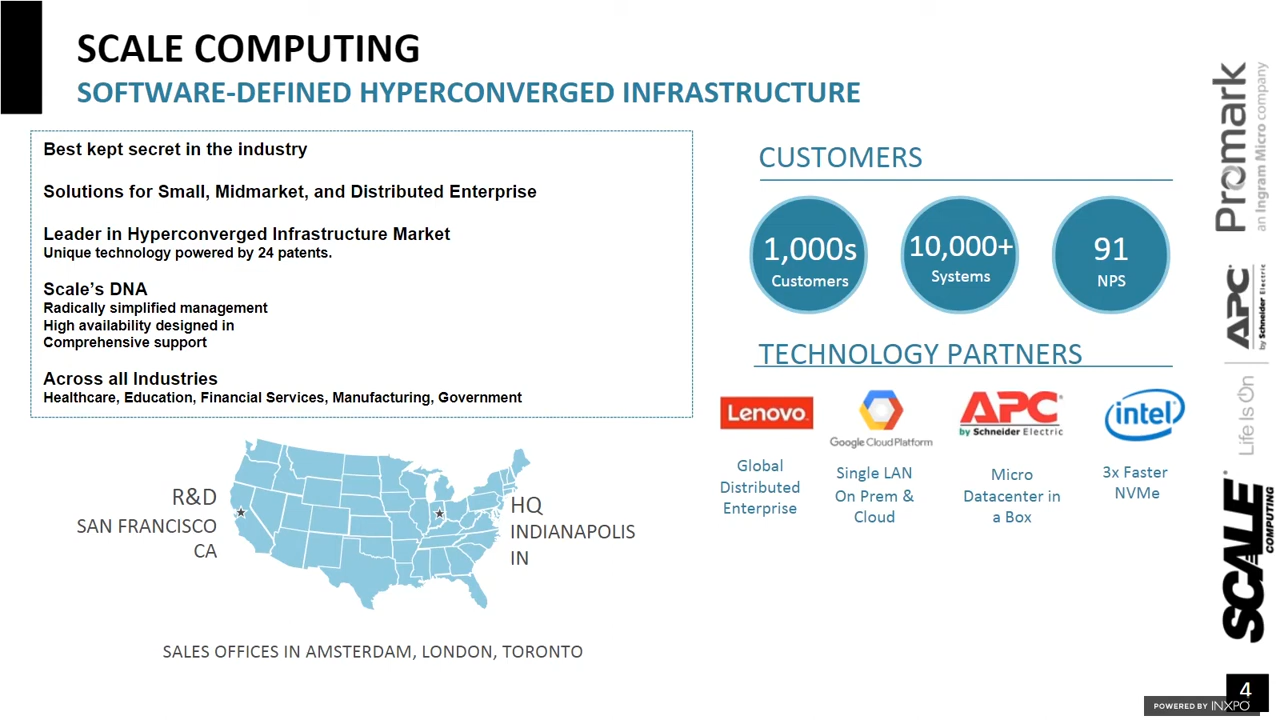 SCALE COMPUTING
SOFTWARE-DEFINED HYPERCONVERGED INFRASTRUCTURE
Best kept secret in the industry
Solutions for Small, Midmarket, and Distributed Enterprise
Leader in Hyperconverged Infrastructure Market
Unique technology powered by 24 patents.
Scale's DNA
Radically simplified management
High availability designed in
Comprehensive support
Across all Industries
Healthcare, Education, Financial Services, Manufacturing, Government
R&D
SAN FRANCISCO
CA
HQ
INDIANAPOLIS
IN
SALES OFFICES IN AMSTERDAM, LONDON, TORONTO
CUSTOMERS
1,000s
Customers
10,000+
Systems
91
NPS
TECHNOLOGY PARTNERS
Lenovo
Global
Distributed
Enterprise
Google Cloud Platform
Single LAN
On Prem &
Cloud
APC
by Schneider Electric
Micro
Datacenter in
a Box
intel
3x Faster
NVMe
Promark
an Ingram Micro company
APC
by Schneider Electric
Life Is On
SCALE
COMPUTING
4
POWERED BY INXPO